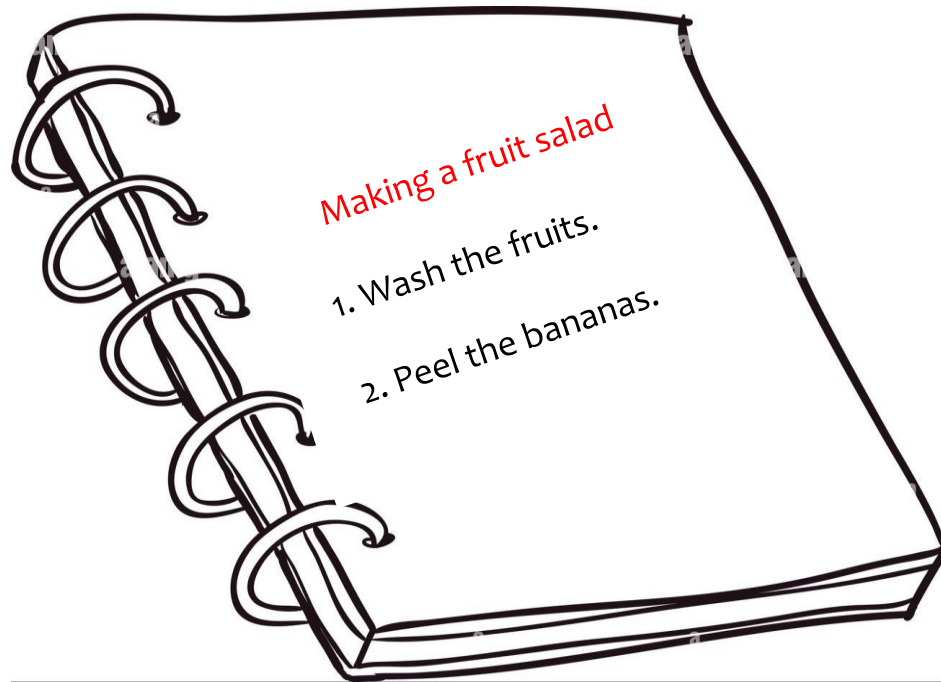 Making a fruit salad
1. Wash the fruits.
2. Peel the bananas.